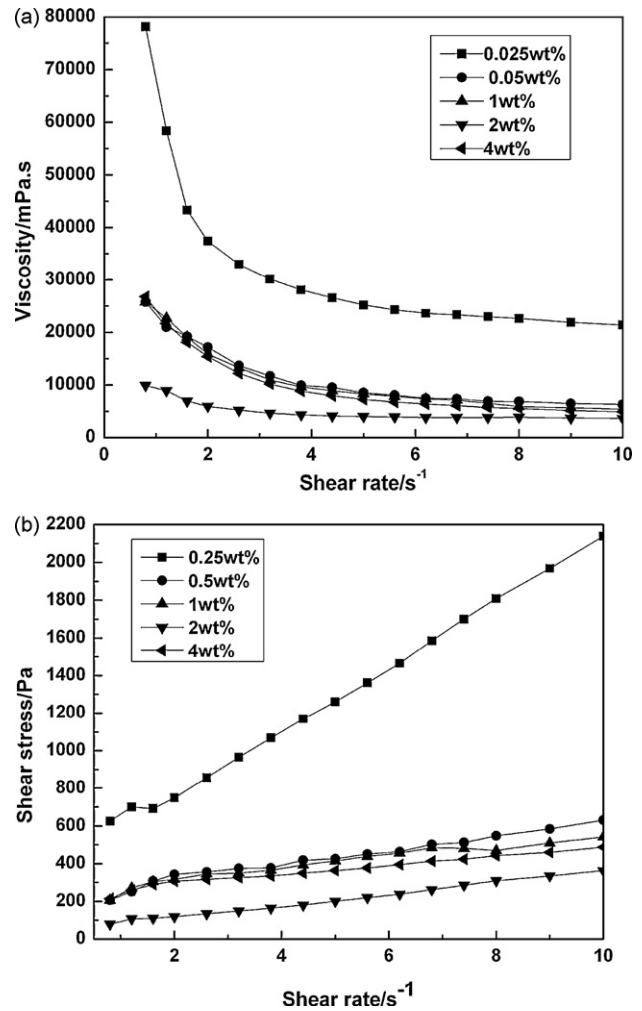 (a)
80000
70000
60000
50000
40000
30000
20000
10000
0
Viscosity/mPa.s
0.025wt%
0.05wt%
1wt%
2wt%
4wt%
0 2 4 6 8 10
Shear rate/s⁻¹
(b)
2200
2000
1800
1600
1400
1200
1000
800
600
400
200
0
Shear stress/Pa
0.25wt%
0.5wt%
1wt%
2wt%
4wt%
2 4 6 8 10
Shear rate/s⁻¹